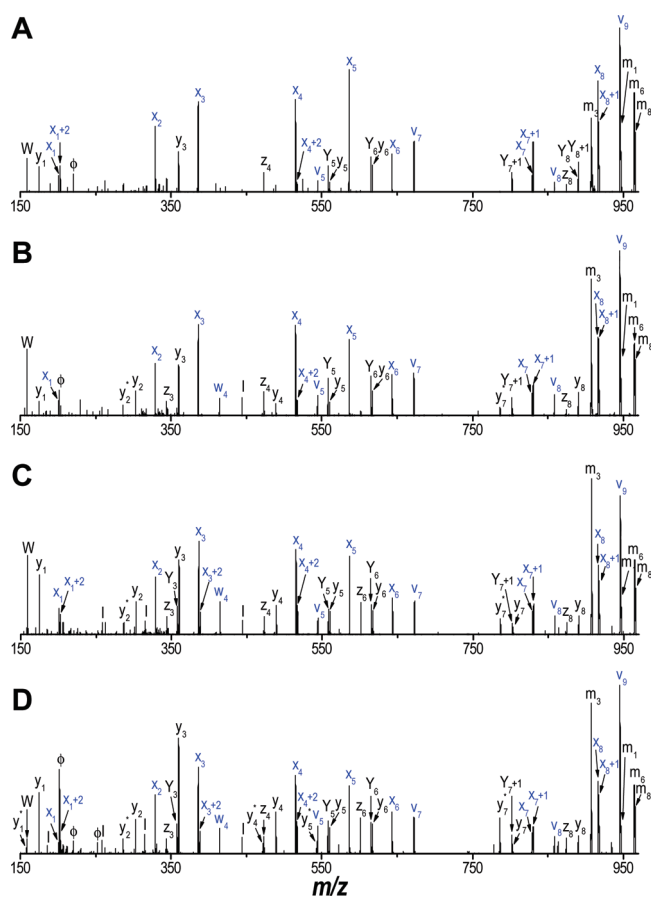 A
W y1 X1 X1+2 ϕ X2 y3 X3 z4 X4 X4+2 V5 Y5 y5 X5 Y6 y6 X6 V7 Y7+1 X7 X7+1 V8 z8 Y8 Y8+1 m3 X8 X8+1 V9 m1 m6 m8
150 350 550 750 950
B
W y1 X1 ϕ y2* y2 X2 z3 y3 X3 W4 I z4 y4 X4 X4+2 V5 Y5 y5 X5 Y6 y6 X6 V7 y7 Y7+1 X7 X7+1 V8 z8 y8 m3 X8 X8+1 V9 m1 m6 m8
150 350 550 750 950
C
W y1 X1 X1+2 I y2* y2 I X2 z3 Y3 y3 X3 X3+2 W4 I z4 y4 X4 X4+2 V5 Y5 y5 X5 z6 Y6 y6 X6 V7 y7* Y7+1 y7 X7 X7+1 V8 z8 y8 m3 X8 X8+1 V9 m1 m6 m8
150 350 550 750 950
D
y1* W y1 I X1 ϕ X1+2 ϕ ϕ I y2* y2 I X2 z3 Y3 y3 X3 X3+2 W4 I y4* z4 y4 X4 X4+2 y5* V5 Y5 y5 X5 z6 Y6 y6 X6 V7 y7* Y7+1 y7 X7 X7+1 V8 z8 y8 m3 X8 X8+1 V9 m1 m6 m8
150 350 550 750 950
m/z